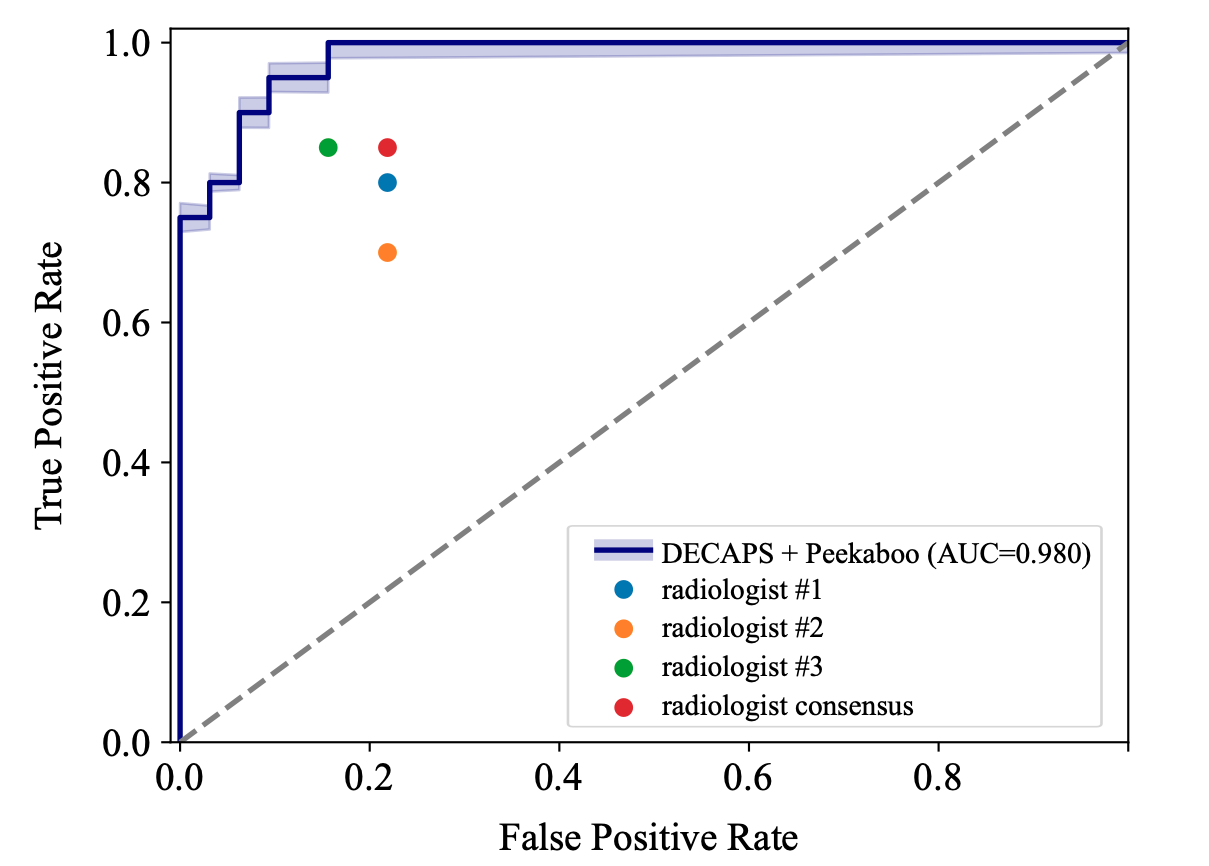 1.0
0.8
0.6
0.4
0.2
0.0
True Positive Rate
0.0 0.2 0.4 0.6 0.8
False Positive Rate
DECAPS + Peekaboo (AUC=0.980)
radiologist #1
radiologist #2
radiologist #3
radiologist consensus